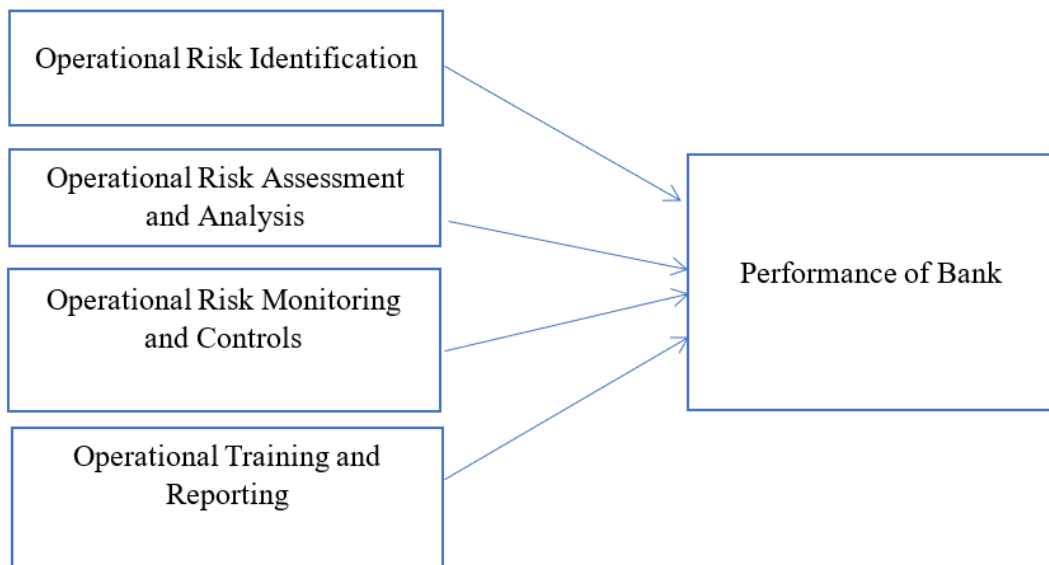 Operational Risk Identification
Operational Risk Assessment
and Analysis
Operational Risk Monitoring
and Controls
Operational Training and
Reporting
Performance of Bank